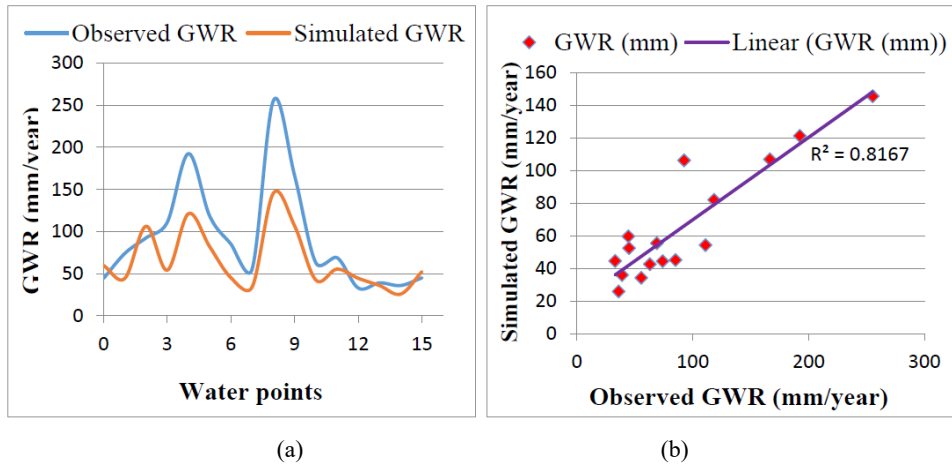 Observed GWR Simulated GWR
300
250
200
150
100
50
0
GWR (mm/year)
0 3 6 9 12 15
Water points
(a)
GWR (mm) Linear (GWR (mm))
160
140
120
100
80
60
40
20
0
Simulated GWR (mm/year)
R² = 0.8167
0 100 200 300
Observed GWR (mm/year)
(b)